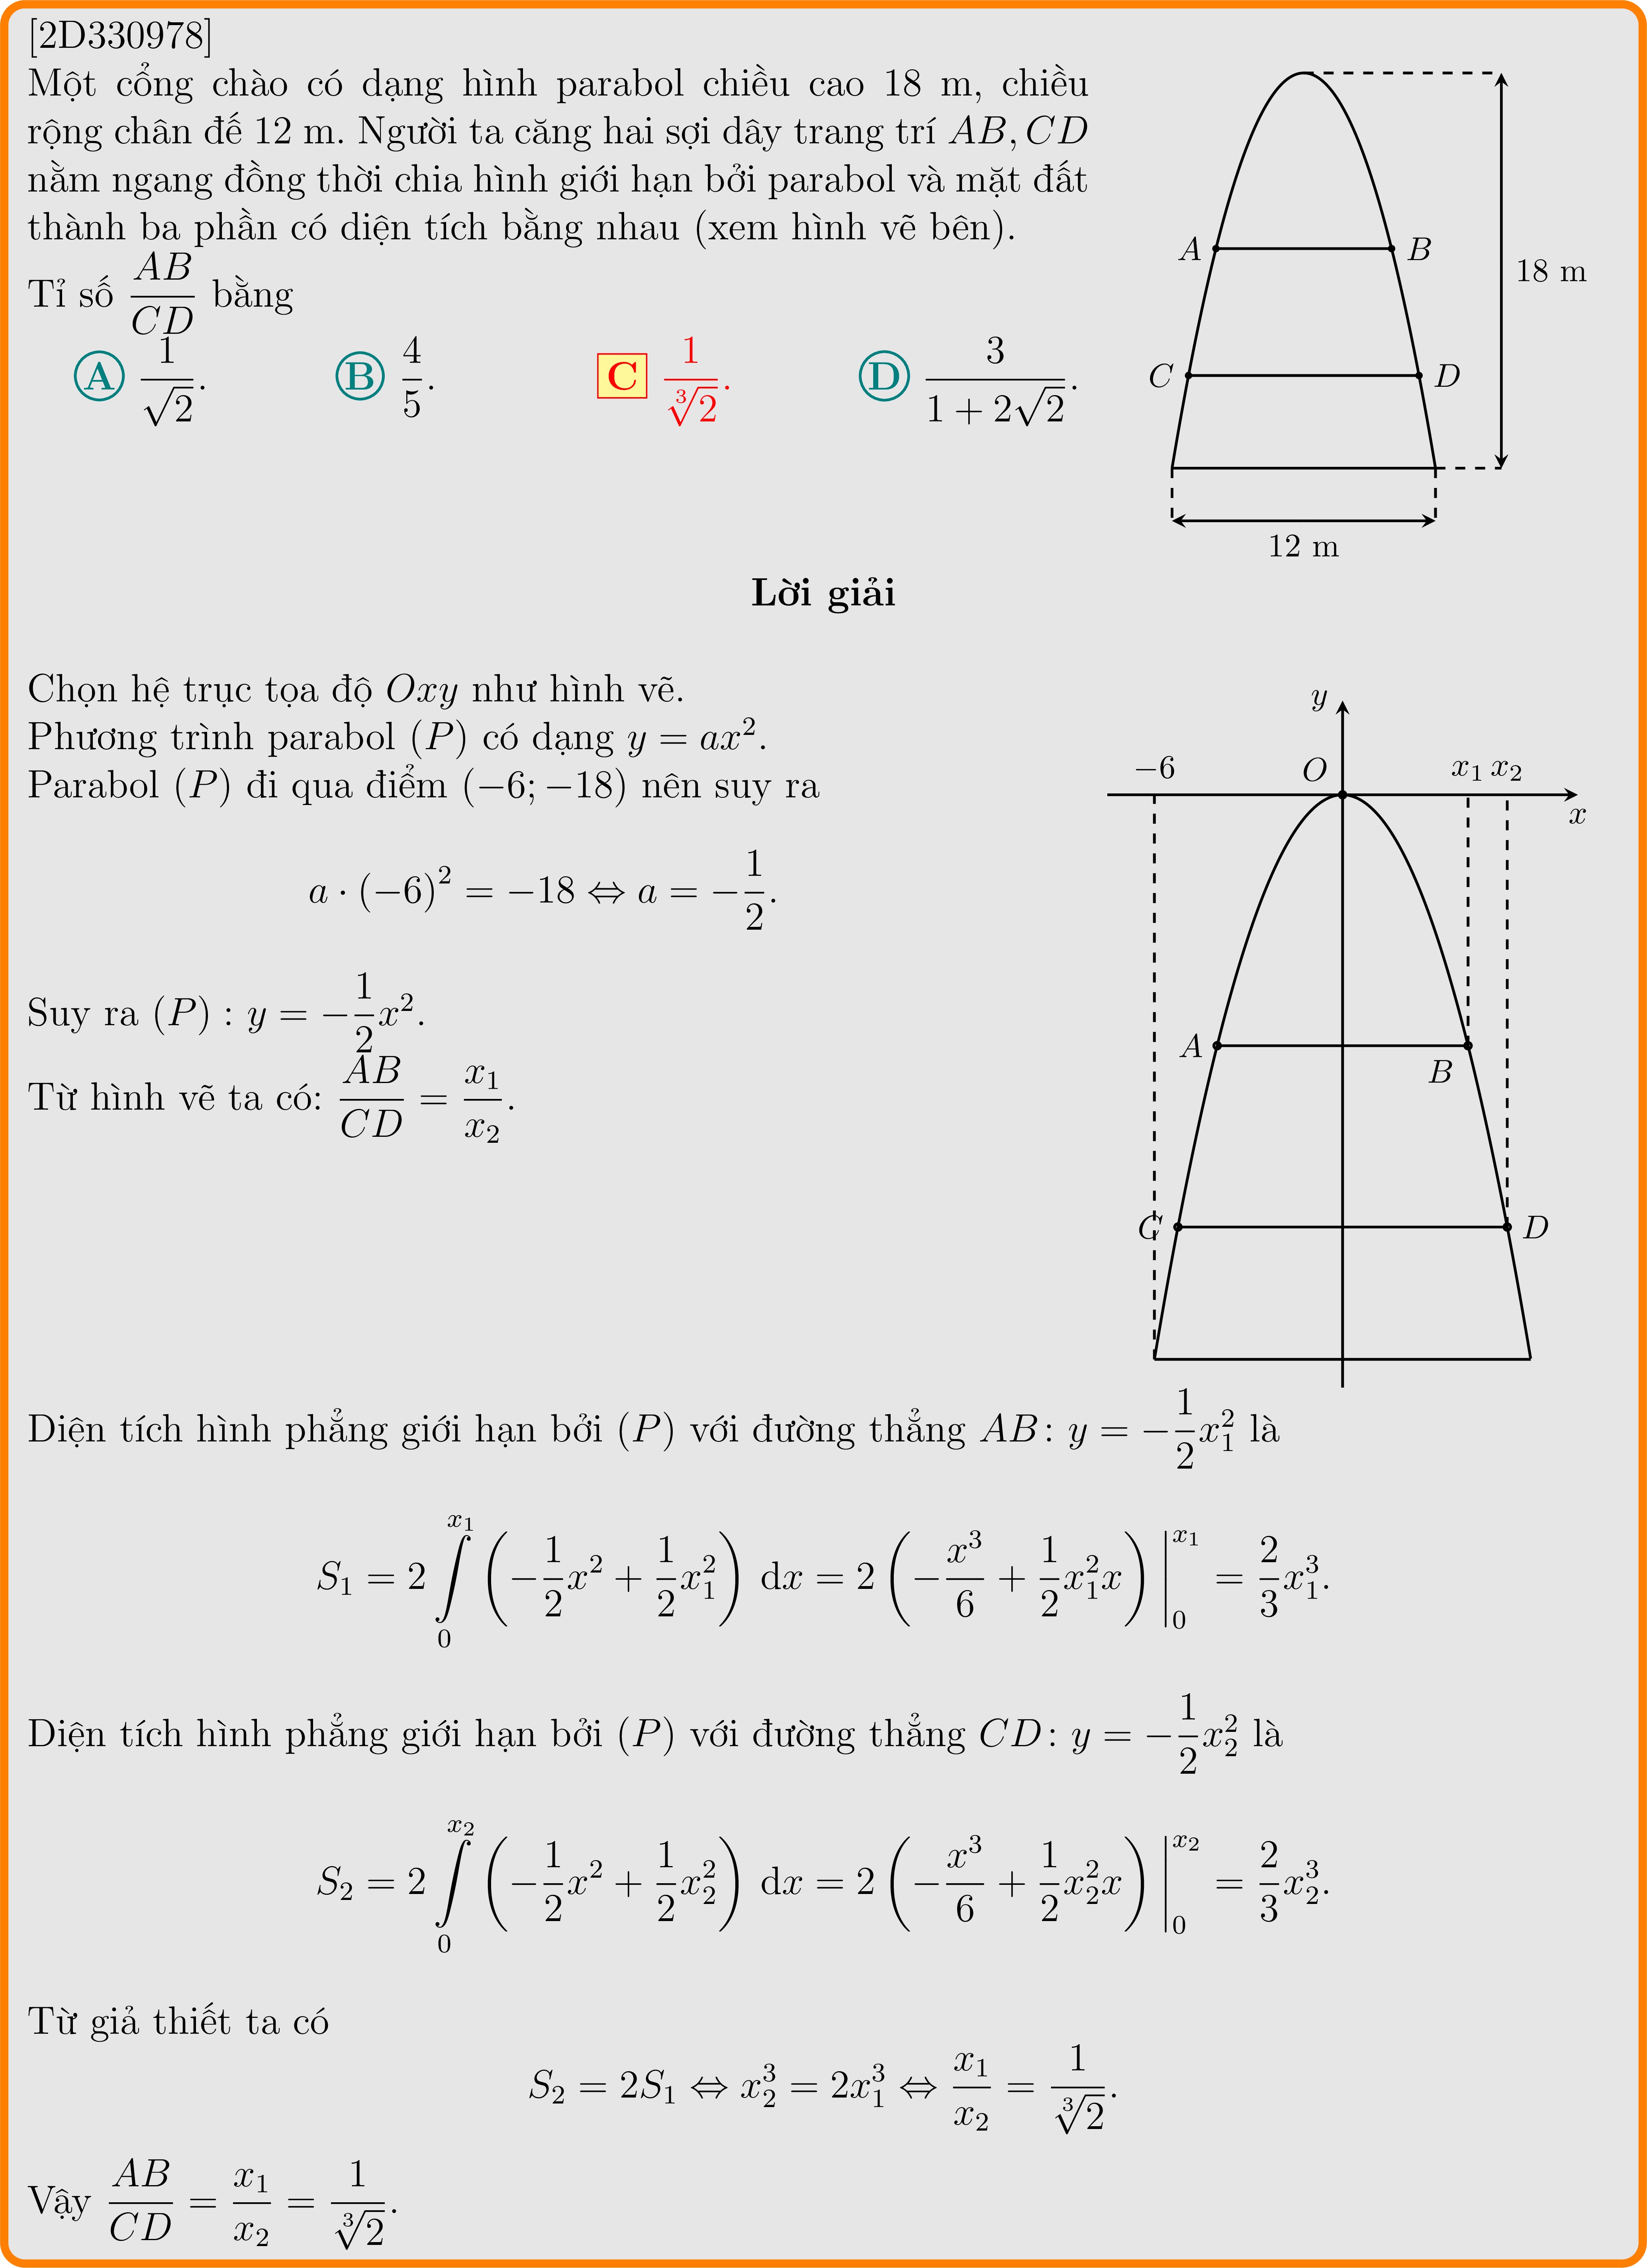 [2D330978]
Một cổng chào có dạng hình parabol chiều cao 18 m, chiều
rộng chân đế 12 m. Người ta căng hai sợi dây trang trí AB, CD
nằm ngang đồng thời chia hình giới hạn bởi parabol và mặt đất
thành ba phần có diện tích bằng nhau (xem hình vẽ bên).
Tỉ số \frac{AB}{CD} bằng
A \frac{1}{\sqrt{2}}. B \frac{4}{5}. C \frac{1}{\sqrt[3]{2}}. D \frac{3}{1+2\sqrt{2}}.
A
B
C
D
18 m
12 m
Lời giải
Chọn hệ trục tọa độ Oxy như hình vẽ.
Phương trình parabol (P) có dạng y = ax^2.
Parabol (P) đi qua điểm (−6; −18) nên suy ra
a · (−6)^2 = −18 ⇔ a = −\frac{1}{2}.
Suy ra (P) : y = −\frac{1}{2}x^2.
Từ hình vẽ ta có: \frac{AB}{CD} = \frac{x_1}{x_2}.
y
−6
O
x_1 x_2
x
A
B
C
D
Diện tích hình phẳng giới hạn bởi (P) với đường thẳng AB: y = −\frac{1}{2}x_1^2 là
S_1 = 2 \int_0^{x_1} \left(−\frac{1}{2}x^2 + \frac{1}{2}x_1^2\right) dx = 2 \left(−\frac{x^3}{6} + \frac{1}{2}x_1^2 x\right) \Big|_0^{x_1} = \frac{2}{3}x_1^3.
Diện tích hình phẳng giới hạn bởi (P) với đường thẳng CD: y = −\frac{1}{2}x_2^2 là
S_2 = 2 \int_0^{x_2} \left(−\frac{1}{2}x^2 + \frac{1}{2}x_2^2\right) dx = 2 \left(−\frac{x^3}{6} + \frac{1}{2}x_2^2 x\right) \Big|_0^{x_2} = \frac{2}{3}x_2^3.
Từ giả thiết ta có
S_2 = 2S_1 ⇔ x_2^3 = 2x_1^3 ⇔ \frac{x_1}{x_2} = \frac{1}{\sqrt[3]{2}}.
Vậy \frac{AB}{CD} = \frac{x_1}{x_2} = \frac{1}{\sqrt[3]{2}}.